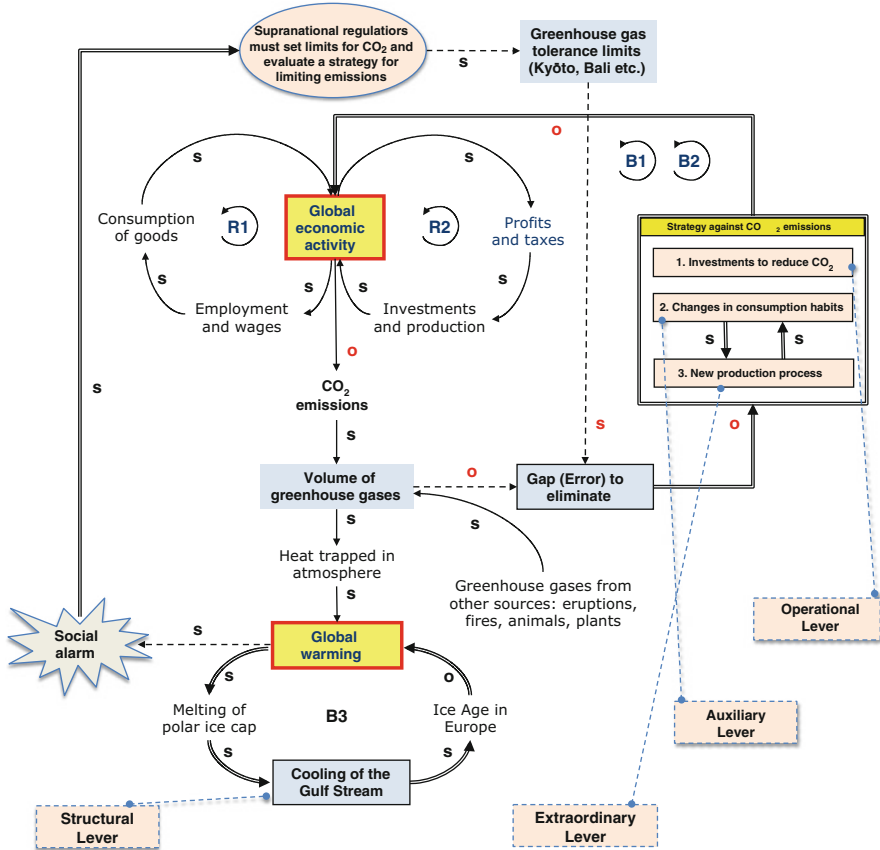 Supranational regulatiors
must set limits for CO2 and
evaluate a strategy for
limiting emissions
s
Greenhouse gas
tolerance limits
(Kyōto, Bali etc.)
s
s
o
B1
B2
Consumption
of goods
R1
Global
economic
activity
R2
Profits
and taxes
s
s
s
s
Employment
and wages
Investments
and production
Strategy against CO 2 emissions
1. Investments to reduce CO2
2. Changes in consumption habits
s
s
3. New production process
o
CO2
emissions
s
s
s
o
Volume of
greenhouse gases
o
Gap (Error) to
eliminate
s
s
Heat trapped in
atmosphere
s
Greenhouse gases from
other sources: eruptions,
fires, animals, plants
Operational
Lever
Social
alarm
s
Global
warming
s
o
Melting of
polar ice cap
B3
Ice Age in
Europe
Auxiliary
Lever
s
s
Cooling of the
Gulf Stream
Structural
Lever
Extraordinary
Lever